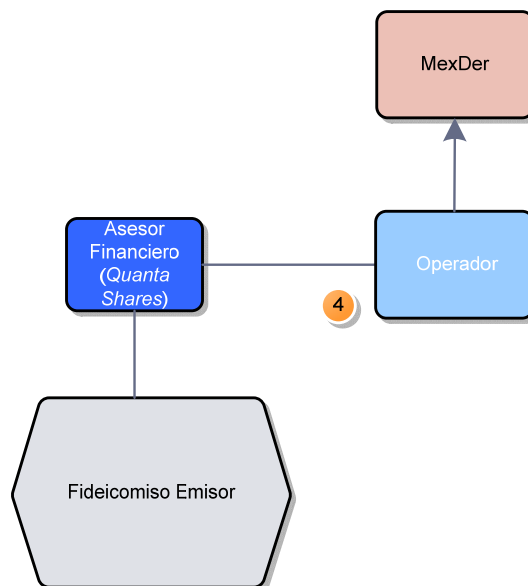 MexDer
Asesor
Financiero
(Quanta
Shares)
Operador
4
Fideicomiso Emisor